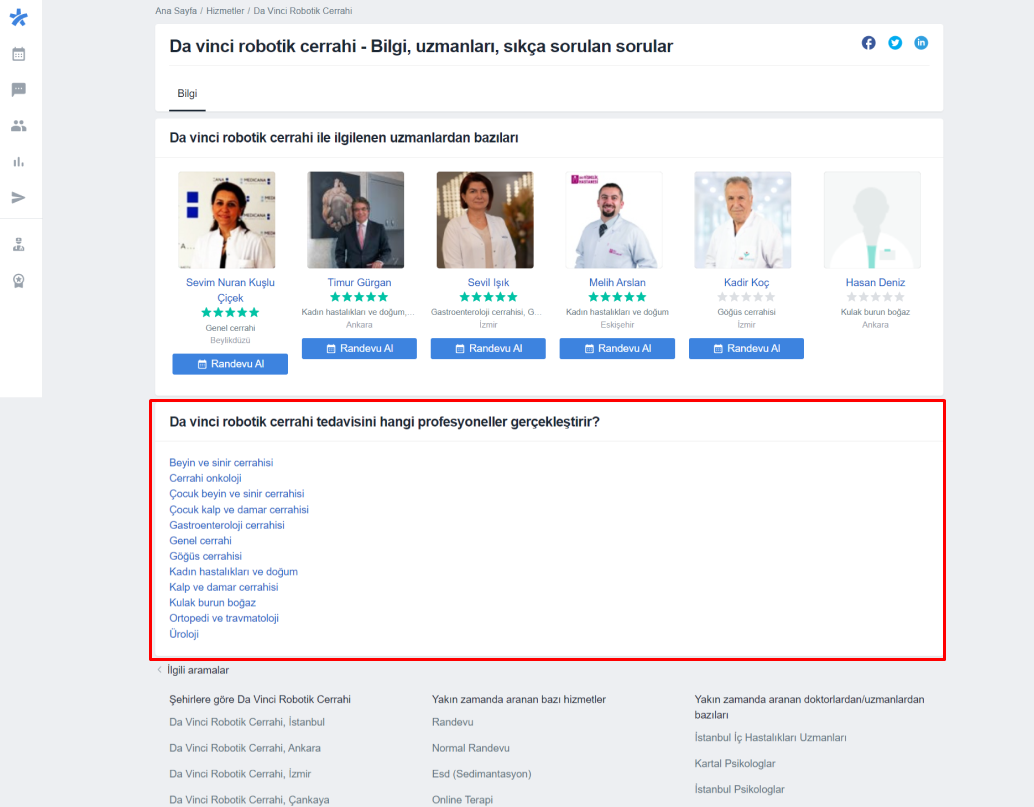 Ana Sayfa / Hizmetler / Da Vinci Robotik Cerrahi
Da vinci robotik cerrahi - Bilgi, uzmanları, sıkça sorulan sorular
Bilgi
Da vinci robotik cerrahi ile ilgilenen uzmanlardan bazıları
Sevim Nuran Kuşlu
Çiçek
Genel cerrahi
Beylikdüzü
Randevu Al
Timur Gürgan
Kadın hastalıkları ve doğum,...
Ankara
Randevu Al
Sevil Işık
Gastroenteroloji cerrahisi, G...
İzmir
Randevu Al
Melih Arslan
Kadın hastalıkları ve doğum
Eskişehir
Randevu Al
Kadir Koç
Göğüs cerrahisi
İzmir
Randevu Al
Hasan Deniz
Kulak burun boğaz
Ankara
Da vinci robotik cerrahi tedavisini hangi profesyoneller gerçekleştirir?
Beyin ve sinir cerrahisi
Cerrahi onkoloji
Çocuk beyin ve sinir cerrahisi
Çocuk kalp ve damar cerrahisi
Gastroenteroloji cerrahisi
Genel cerrahi
Göğüs cerrahisi
Kadın hastalıkları ve doğum
Kalp ve damar cerrahisi
Kulak burun boğaz
Ortopedi ve travmatoloji
Üroloji
İlgili aramalar
Şehirlere göre Da Vinci Robotik Cerrahi
Da Vinci Robotik Cerrahi, İstanbul
Da Vinci Robotik Cerrahi, Ankara
Da Vinci Robotik Cerrahi, İzmir
Da Vinci Robotik Cerrahi, Çankaya
Yakın zamanda aranan bazı hizmetler
Randevu
Normal Randevu
Esd (Sedimantasyon)
Online Terapi
Yakın zamanda aranan doktorlardan/uzmanlardan
bazıları
İstanbul İç Hastalıkları Uzmanları
Kartal Psikologlar
İstanbul Psikologlar